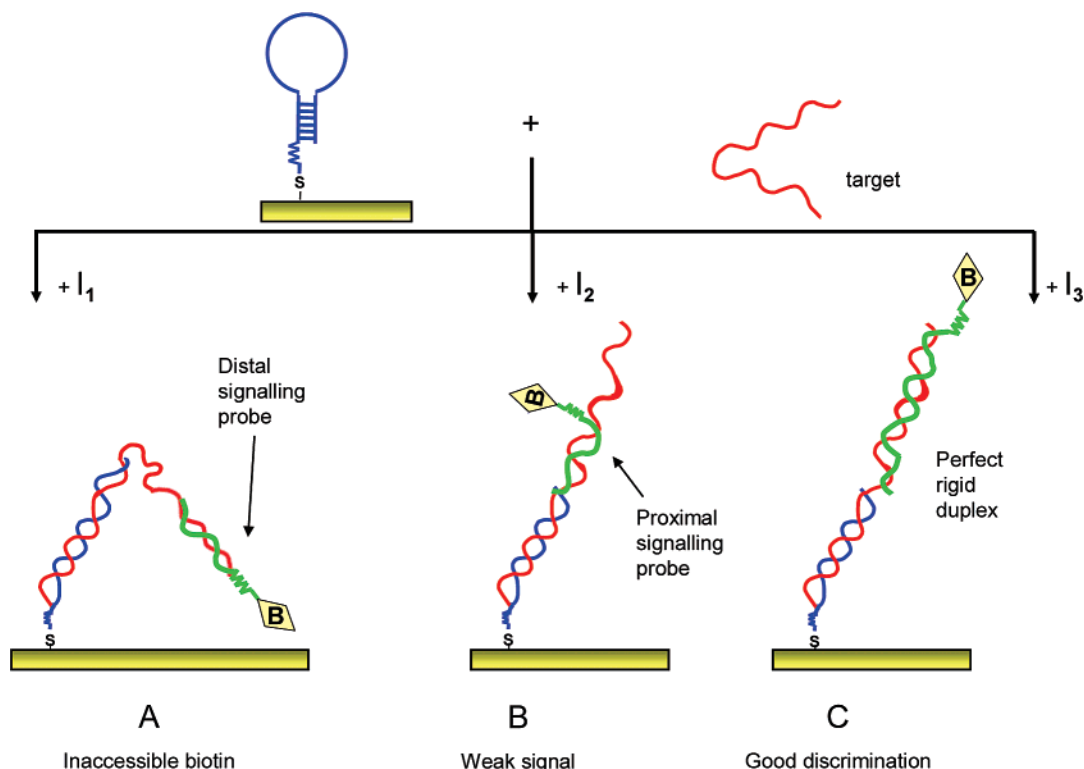 +
S
target
+ I1
+ I2
B
+ I3
Distal
signalling
probe
B
Perfect
rigid
duplex
Proximal
signalling
probe
B
S
S
S
A
B
C
Inaccessible biotin
Weak signal
Good discrimination